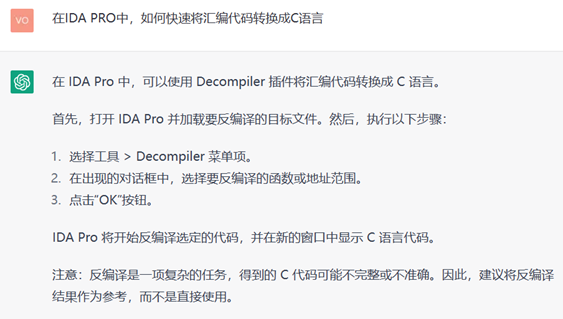 VO
在IDA PRO中，如何快速将汇编代码转换成C语言
在 IDA Pro 中，可以使用 Decompiler 插件将汇编代码转换成 C 语言。
首先，打开 IDA Pro 并加载要反编译的目标文件。然后，执行以下步骤：
1. 选择工具 > Decompiler 菜单项。
2. 在出现的对话框中，选择要反编译的函数或地址范围。
3. 点击“OK”按钮。
IDA Pro 将开始反编译选定的代码，并在新的窗口中显示 C 语言代码。
注意：反编译是一项复杂的任务，得到的 C 代码可能不完整或不准确。因此，建议将反编译
结果作为参考，而不是直接使用。